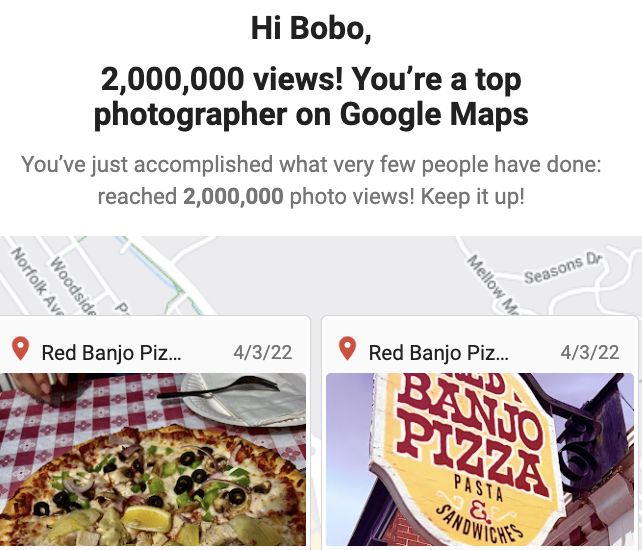 Hi Bobo,
2,000,000 views! You’re a top
photographer on Google Maps
You’ve just accomplished what very few people have done:
reached 2,000,000 photo views! Keep it up!
Norfolk Ave
Woodside
Mellow M
Seasons Dr
Red Banjo Piz...
4/3/22
Red Banjo Piz...
4/3/22
RED
BANJO
PIZZA
PASTA
&
SANDWICHES